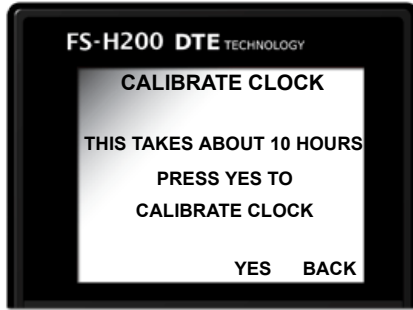 FS-H200 DTE TECHNOLOGY
CALIBRATE CLOCK
THIS TAKES ABOUT 10 HOURS
PRESS YES TO
CALIBRATE CLOCK
YES BACK